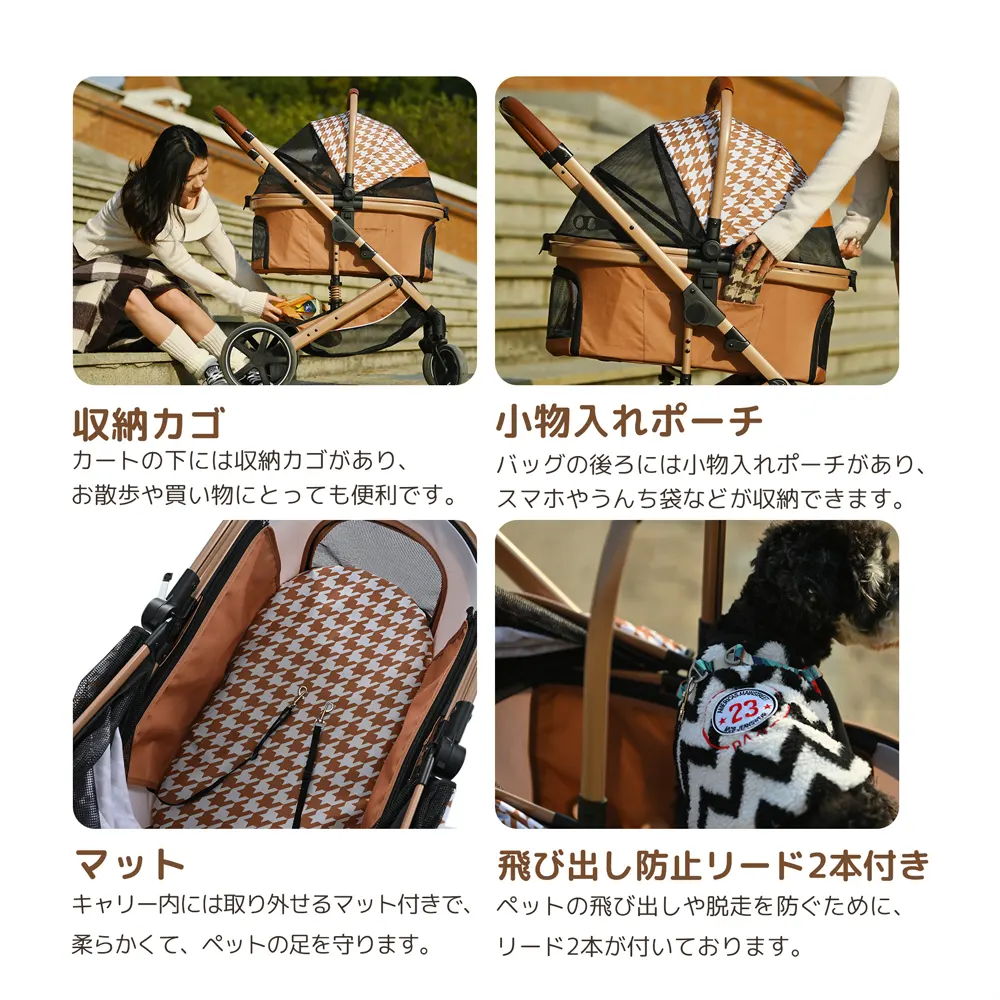 収納カゴ
カートの下には収納カゴがあり、
お散歩や買い物にとっても便利です。
小物入れポーチ
バッグの後ろには小物入れポーチがあり、
スマホやうんち袋などが収納できます。
23
マット
キャリー内には取り外せるマット付きで、
柔らかくて、ペットの足を守ります。
飛び出し防止リード2本付き
ペットの飛び出しや脱走を防ぐために、
リード2本が付いております。